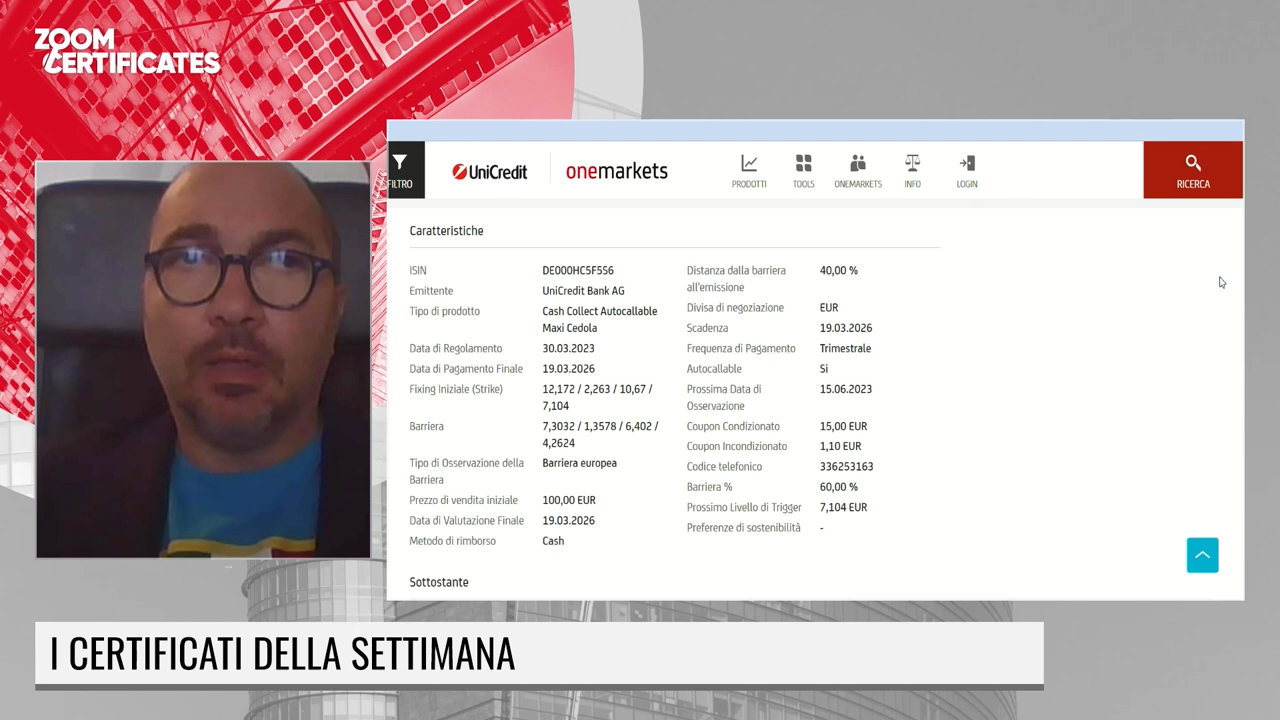 ZOOM
CERTIFICATES
FILTRO
UniCredit
onemarkets
PRODOTTI
TOOLS
ONEMARKETS
INFO
LOGIN
RICERCA
Caratteristiche
ISIN DE000HC5F5S6
Emittente UniCredit Bank AG
Tipo di prodotto Cash Collect Autocallable
Maxi Cedola
Data di Regolamento 30.03.2023
Data di Pagamento Finale 19.03.2026
Fixing Iniziale (Strike) 12,172 / 2,263 / 10,67 /
7,104
Barriera 7,3032 / 1,3578 / 6,402 /
4,2624
Tipo di Osservazione della Barriera europea
Barriera
Prezzo di vendita iniziale 100,00 EUR
Data di Valutazione Finale 19.03.2026
Metodo di rimborso Cash
Distanza dalla barriera 40,00 %
all'emissione
Divisa di negoziazione EUR
Scadenza 19.03.2026
Frequenza di Pagamento Trimestrale
Autocallable Si
Prossima Data di 15.06.2023
Osservazione
Coupon Condizionato 15,00 EUR
Coupon Incondizionato 1,10 EUR
Codice telefonico 336253163
Barriera % 60,00 %
Prossimo Livello di Trigger 7,104 EUR
Preferenze di sostenibilità -
Sottostante
I CERTIFICATI DELLA SETTIMANA